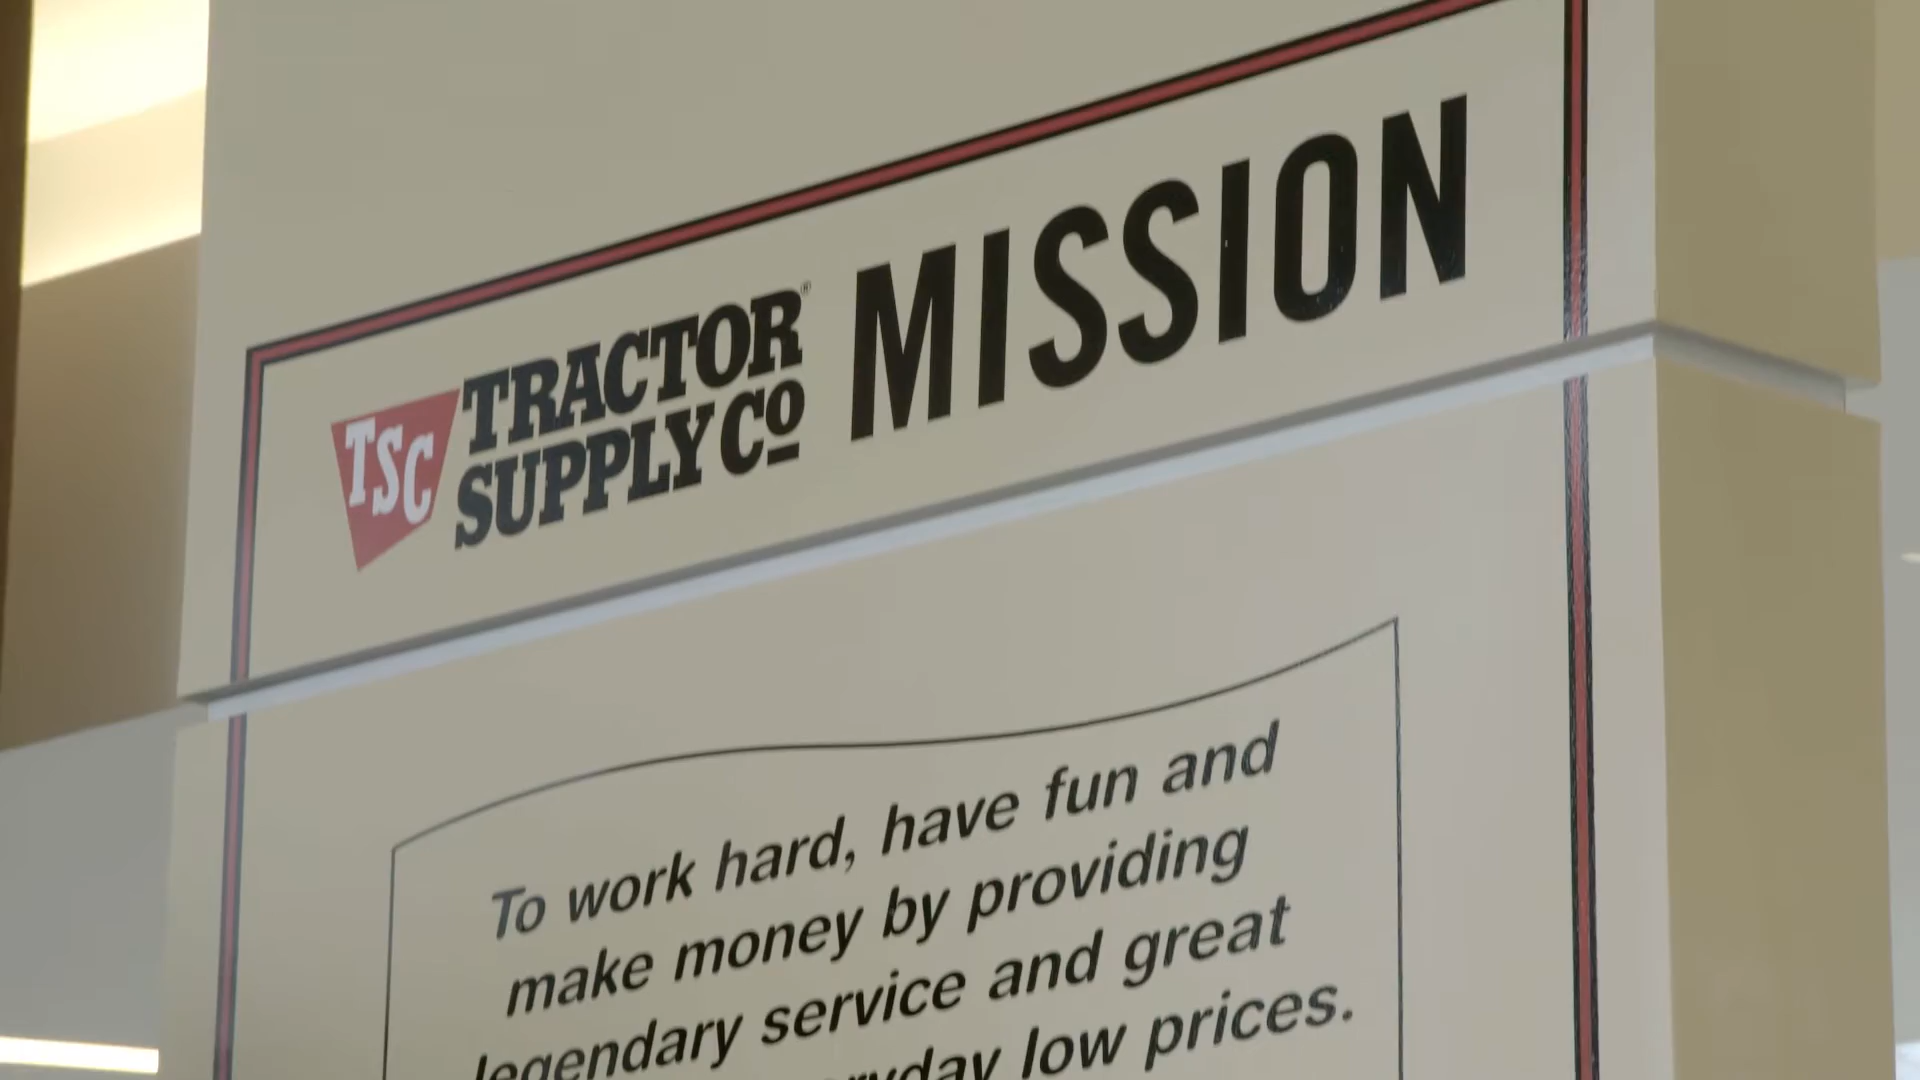 TSC TRACTOR SUPPLY Co® MISSION
To work hard, have fun and
make money by providing
legendary service and great
low prices.